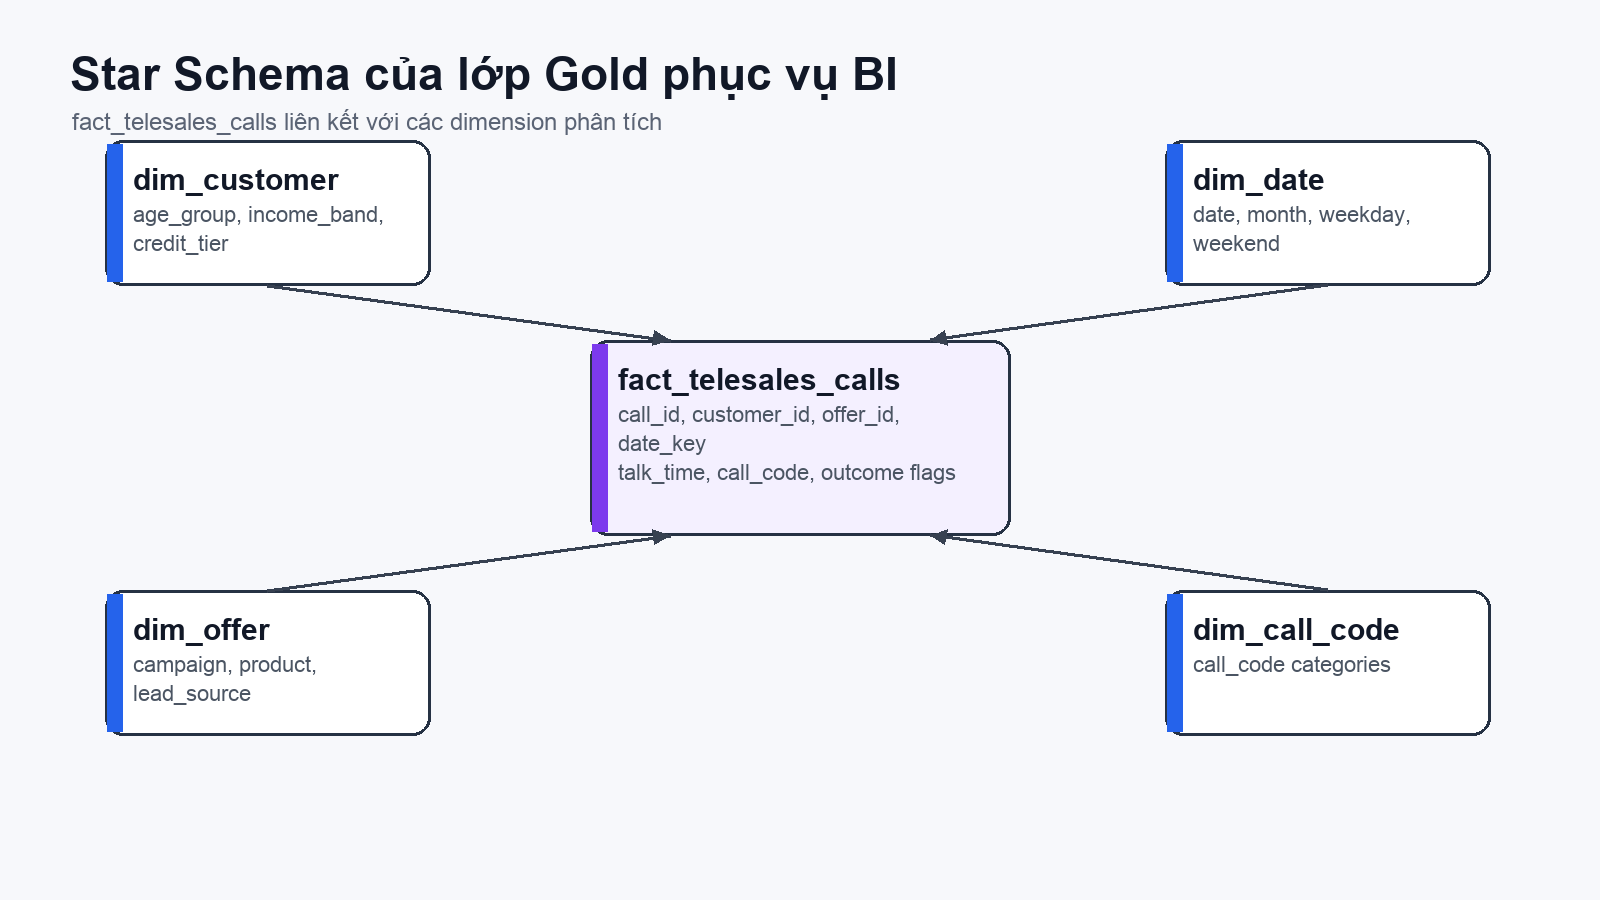 Star Schema của lớp Gold phục vụ BI
fact_telesales_calls liên kết với các dimension phân tích
dim_customer
age_group, income_band,
credit_tier
dim_date
date, month, weekday,
weekend
fact_telesales_calls
call_id, customer_id, offer_id,
date_key
talk_time, call_code, outcome flags
dim_offer
campaign, product,
lead_source
dim_call_code
call_code categories